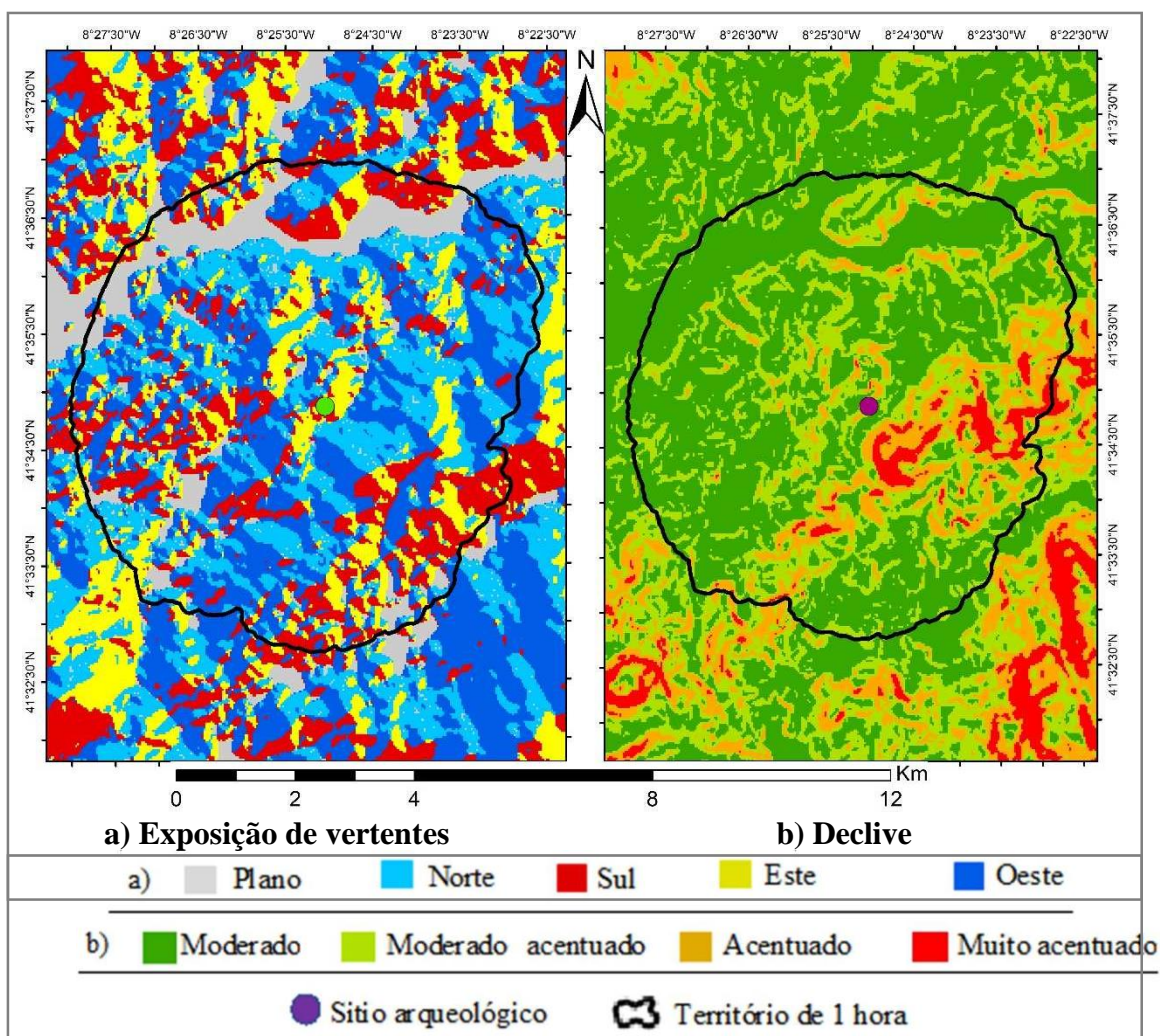 8°27'30"W 8°26'30"W 8°25'30"W 8°24'30"W 8°23'30"W 8°22'30"W
8°27'30"W 8°26'30"W 8°25'30"W 8°24'30"W 8°23'30"W 8°22'30"W
N
41°37'30"N
41°36'30"N
41°35'30"N
41°34'30"N
41°33'30"N
41°32'30"N
41°37'30"N
41°36'30"N
41°35'30"N
41°34'30"N
41°33'30"N
41°32'30"N
Km
0 2 4 8 12
a) Exposição de vertentes b) Declive
a) Plano Norte Sul Este Oeste
b) Moderado Moderado acentuado Acentuado Muito acentuado
Sitio arqueológico Território de 1 hora